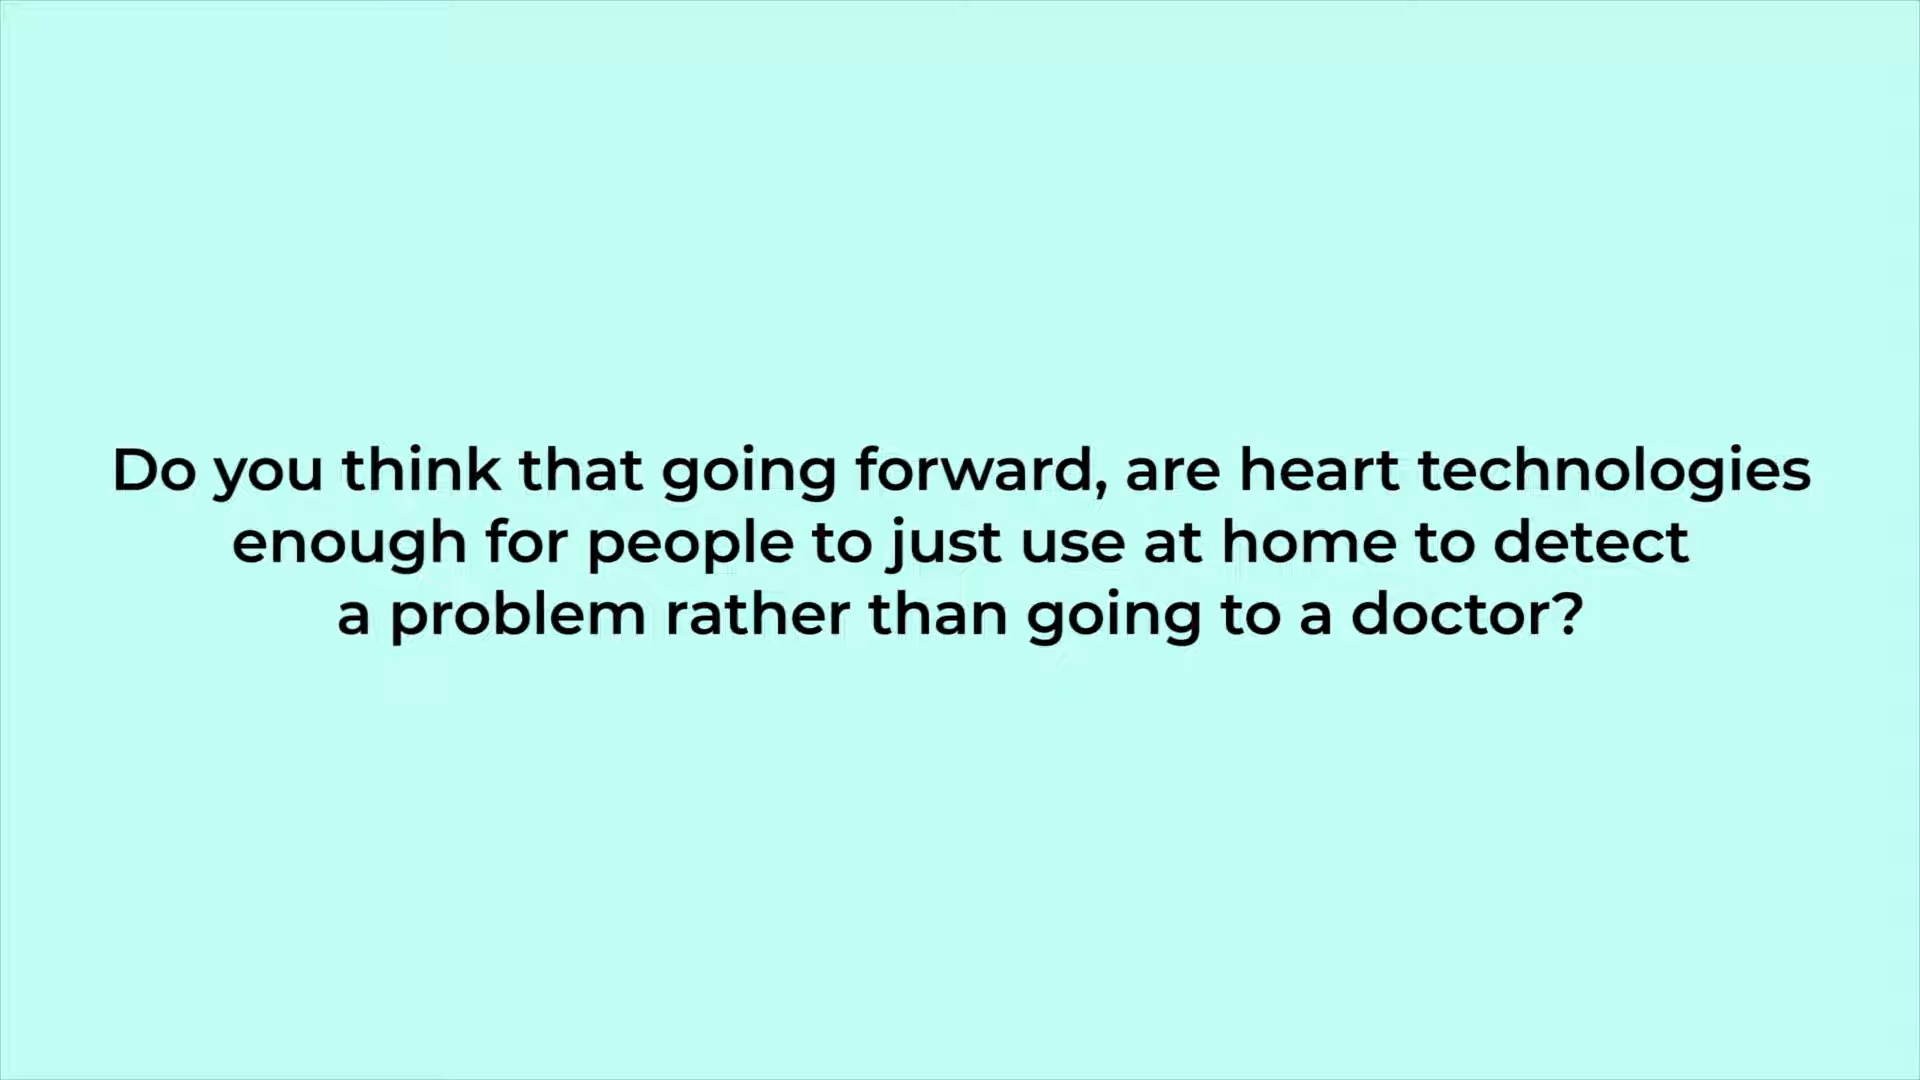 Do you think that going forward, are heart technologies
enough for people to just use at home to detect
a problem rather than going to a doctor?